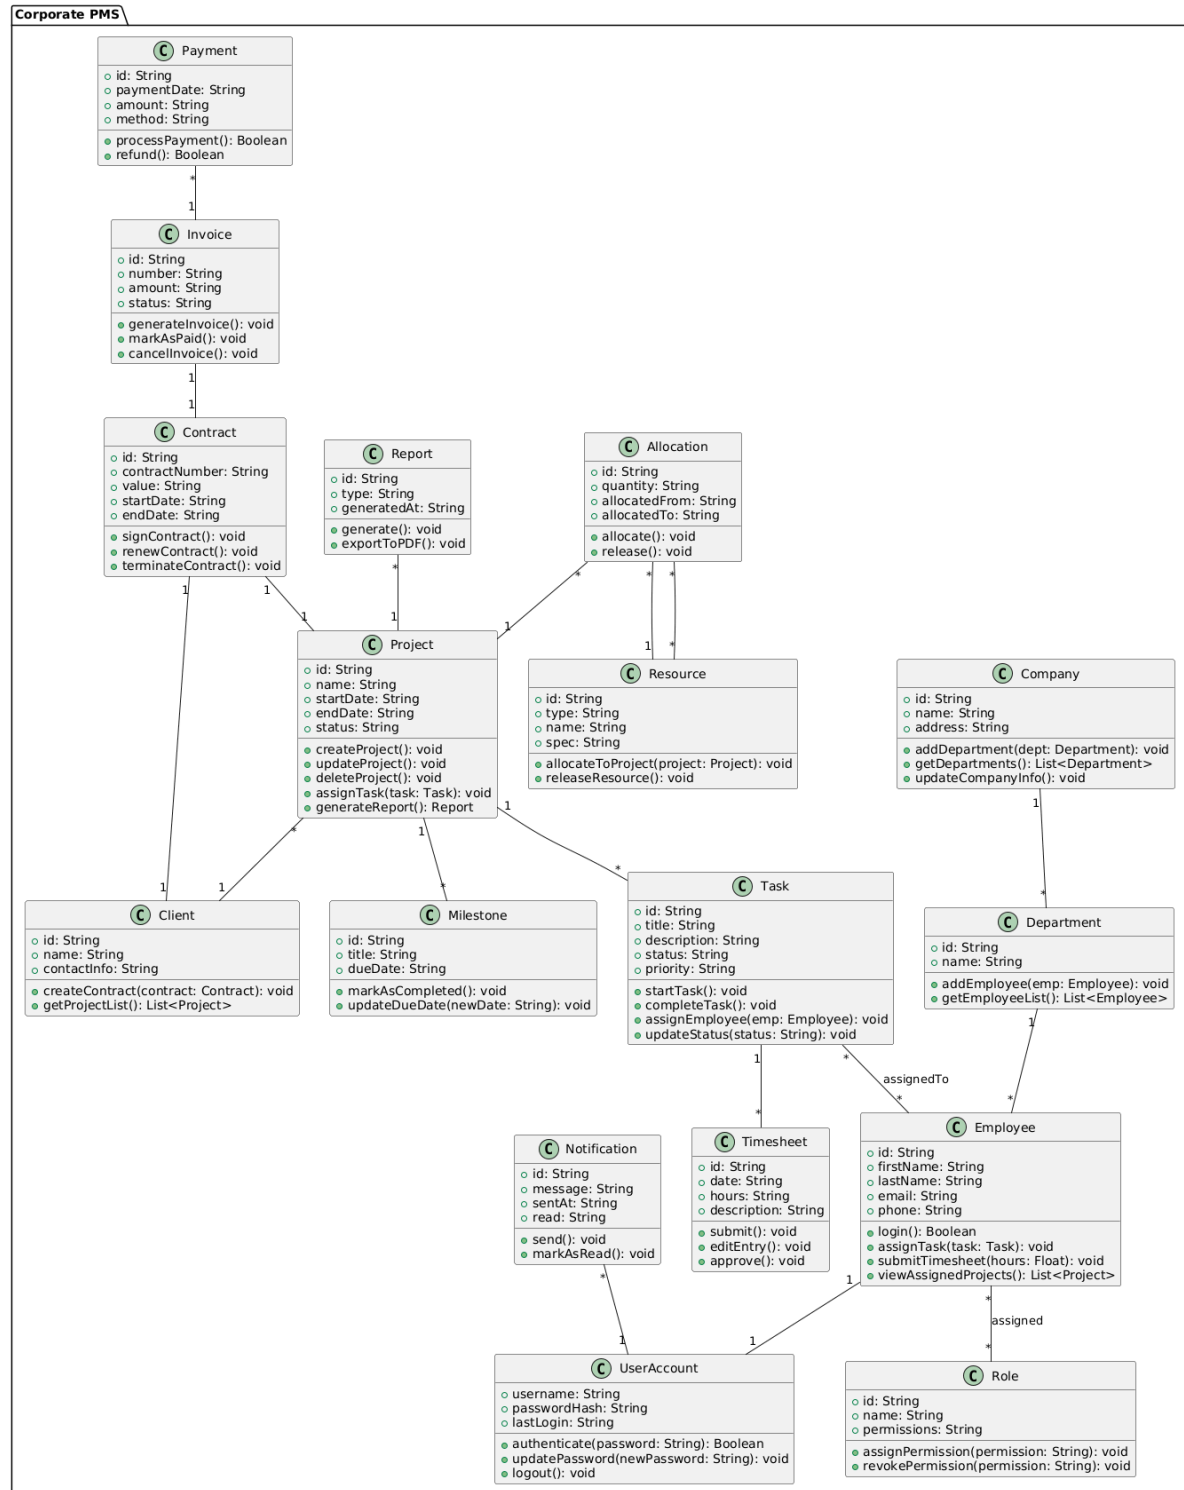 Corporate PMS
C Payment
id: String
paymentDate: String
amount: String
method: String
processPayment(): Boolean
refund(): Boolean
*
1
C Invoice
id: String
number: String
amount: String
status: String
generateInvoice(): void
markAsPaid(): void
cancelInvoice(): void
1
1
C Contract
id: String
contractNumber: String
value: String
startDate: String
endDate: String
signContract(): void
renewContract(): void
terminateContract(): void
1
1
C Report
id: String
type: String
generatedAt: String
generate(): void
exportToPDF(): void
*
C Allocation
id: String
quantity: String
allocatedFrom: String
allocatedTo: String
allocate(): void
release(): void
*
*
*
1
1
1
1
*
C Project
id: String
name: String
startDate: String
endDate: String
status: String
createProject(): void
updateProject(): void
deleteProject(): void
assignTask(task: Task): void
generateReport(): Report
*
1
1
C Resource
id: String
type: String
name: String
spec: String
allocateToProject(project: Project): void
releaseResource(): void
C Company
id: String
name: String
address: String
addDepartment(dept: Department): void
getDepartments(): List<Department>
updateCompanyInfo(): void
1
1
1
*
*
*
C Client
id: String
name: String
contactInfo: String
createContract(contract: Contract): void
getProjectList(): List<Project>
C Milestone
id: String
title: String
dueDate: String
markAsCompleted(): void
updateDueDate(newDate: String): void
C Task
id: String
title: String
description: String
status: String
priority: String
startTask(): void
completeTask(): void
assignEmployee(emp: Employee): void
updateStatus(status: String): void
C Department
id: String
name: String
addEmployee(emp: Employee): void
getEmployeeList(): List<Employee>
1
*
1
assignedTo
*
*
*
C Notification
id: String
message: String
sentAt: String
read: String
send(): void
markAsRead(): void
C Timesheet
id: String
date: String
hours: String
description: String
submit(): void
editEntry(): void
approve(): void
C Employee
id: String
firstName: String
lastName: String
email: String
phone: String
login(): Boolean
assignTask(task: Task): void
submitTimesheet(hours: Float): void
viewAssignedProjects(): List<Project>
*
1
*
assigned
1
1
*
C UserAccount
username: String
passwordHash: String
lastLogin: String
authenticate(password: String): Boolean
updatePassword(newPassword: String): void
logout(): void
C Role
id: String
name: String
permissions: String
assignPermission(permission: String): void
revokePermission(permission: String): void